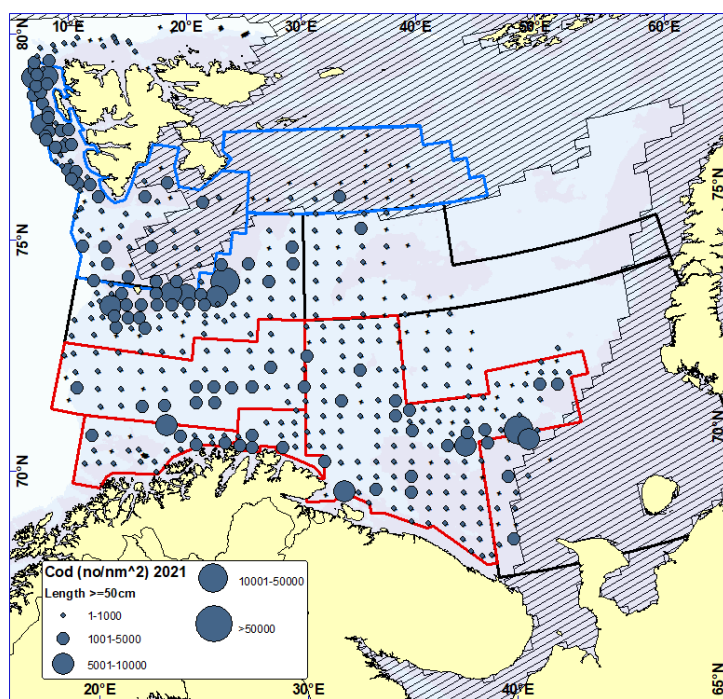 80°N
10°E
20°E
30°E
40°E
50°E
60°E
75°N
75°N
70°N
70°N
65°N
Cod (no/nm^2) 2021
Length >=50cm
1-1000
1001-5000
5001-10000
10001-50000
>50000
20°E
30°E
40°E